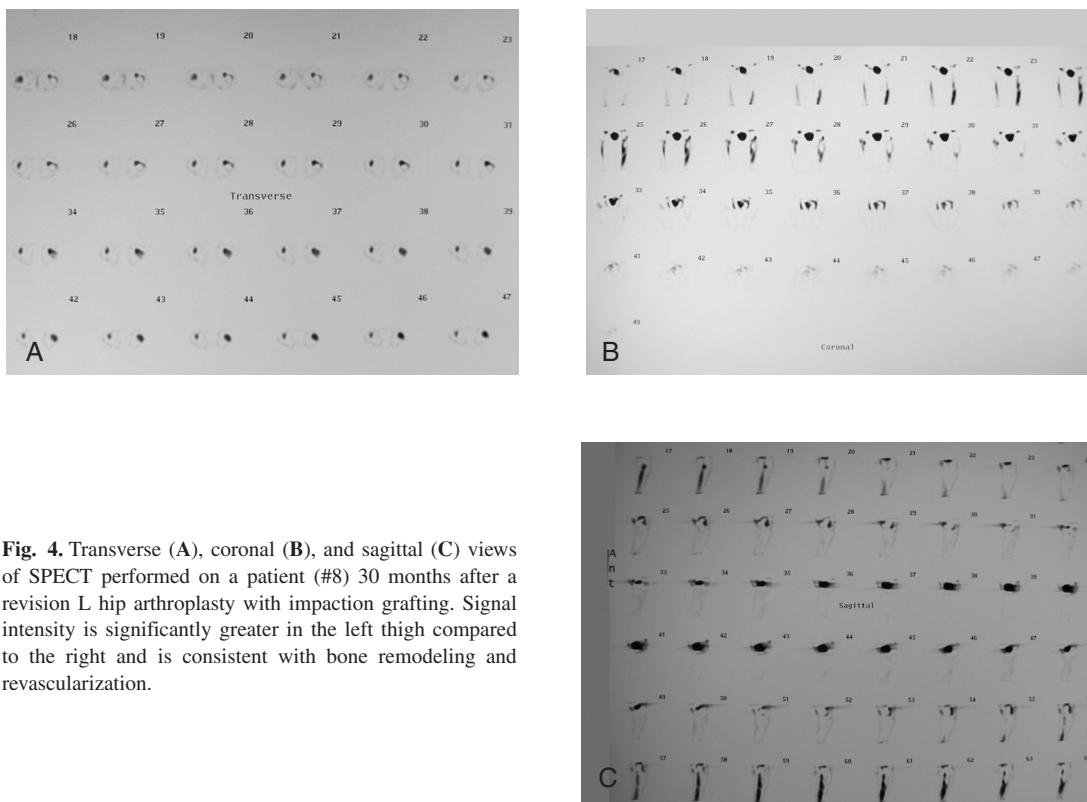 18 19 20 21 22 23
26 27 28 29 30 31
Transverse
34 35 36 37 38 39
42 43 44 45 46 47
A
17 18 19 20 21 22 23
25 26 27 28 29 30 31
33 34 35 36 37 38 39
41 42 43 44 45 46 47
49
Coronal
B
17 18 19 20 21 22 23
25 26 27 28 29 30 31
Ant
33 34 35 36 37 38 39
Sagittal
41 42 43 44 45 46 47
49 50 51 52 53 54 55
57 58 59 60 61 62 63
C
Fig. 4. Transverse (A), coronal (B), and sagittal (C) views
of SPECT performed on a patient (#8) 30 months after a
revision L hip arthroplasty with impaction grafting. Signal
intensity is significantly greater in the left thigh compared
to the right and is consistent with bone remodeling and
revascularization.